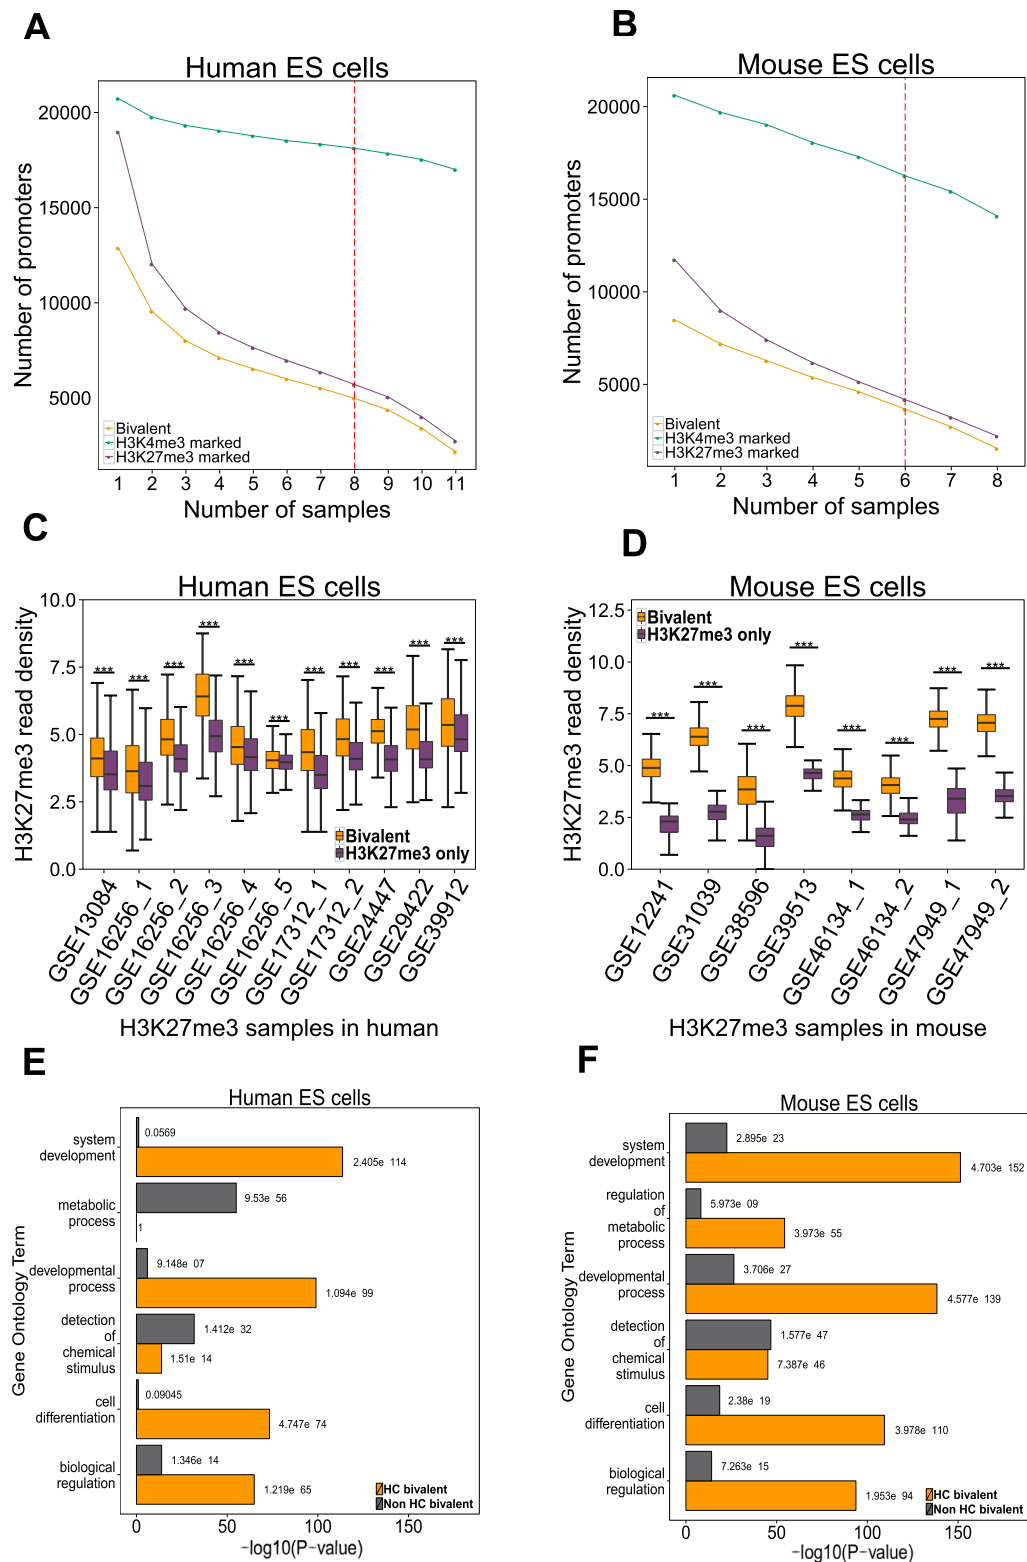 A
Human ES cells
Number of promoters
20000
15000
10000
5000
Bivalent
H3K4me3 marked
H3K27me3 marked
1 2 3 4 5 6 7 8 9 10 11
Number of samples
B
Mouse ES cells
Number of promoters
20000
15000
10000
5000
Bivalent
H3K4me3 marked
H3K27me3 marked
1 2 3 4 5 6 7 8
Number of samples
C
Human ES cells
H3K27me3 read density
10.0
7.5
5.0
2.5
0.0
*** *** *** *** *** *** *** *** *** *** ***
Bivalent
H3K27me3 only
GSE13084
GSE16256_1
GSE16256_2
GSE16256_3
GSE16256_4
GSE16256_5
GSE17312_1
GSE17312_2
GSE24447
GSE29422
GSE39912
H3K27me3 samples in human
D
Mouse ES cells
H3K27me3 read density
12.5
10.0
7.5
5.0
2.5
0.0
Bivalent
H3K27me3 only
*** *** *** *** *** *** *** ***
GSE12241
GSE31039
GSE38596
GSE39513
GSE46134_1
GSE46134_2
GSE47949_1
GSE47949_2
H3K27me3 samples in mouse
E
Human ES cells
Gene Ontology Term
system
development
0.0569
2.405e 114
metabolic
process
9.53e 56
1
developmental
process
9.148e 07
1.094e 99
detection
of
chemical
stimulus
1.412e 32
1.51e 14
cell
differentiation
0.09045
4.747e 74
biological
regulation
1.346e 14
1.219e 65
HC bivalent
Non HC bivalent
0 50 100 150
−log10(P−value)
F
Mouse ES cells
Gene Ontology Term
system
development
2.895e 23
4.703e 152
regulation
of
metabolic
process
5.973e 09
3.973e 55
developmental
process
3.706e 27
4.577e 139
detection
of
chemical
stimulus
1.577e 47
7.387e 46
cell
differentiation
2.38e 19
3.978e 110
biological
regulation
7.263e 15
1.953e 94
HC bivalent
Non HC bivalent
0 50 100 150
−log10(P−value)